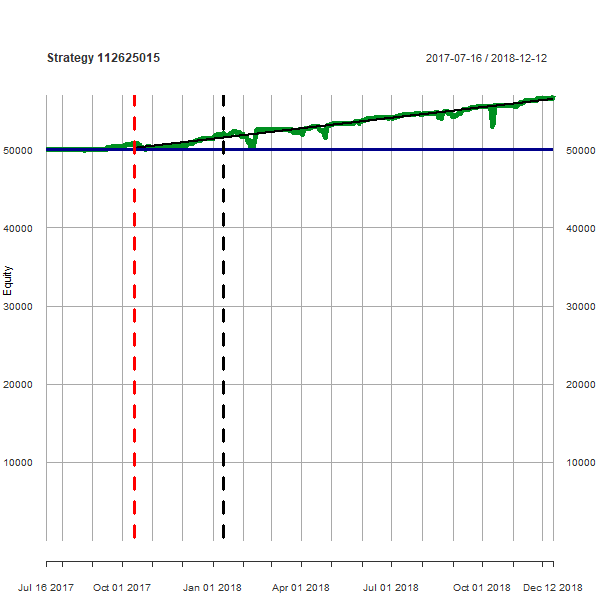 Strategy 112625015
2017-07-16 / 2018-12-12
50000
50000
40000
40000
Equity
30000
30000
20000
20000
10000
10000
Jul 16 2017
Oct 01 2017
Jan 01 2018
Apr 01 2018
Jul 01 2018
Oct 01 2018
Dec 12 2018